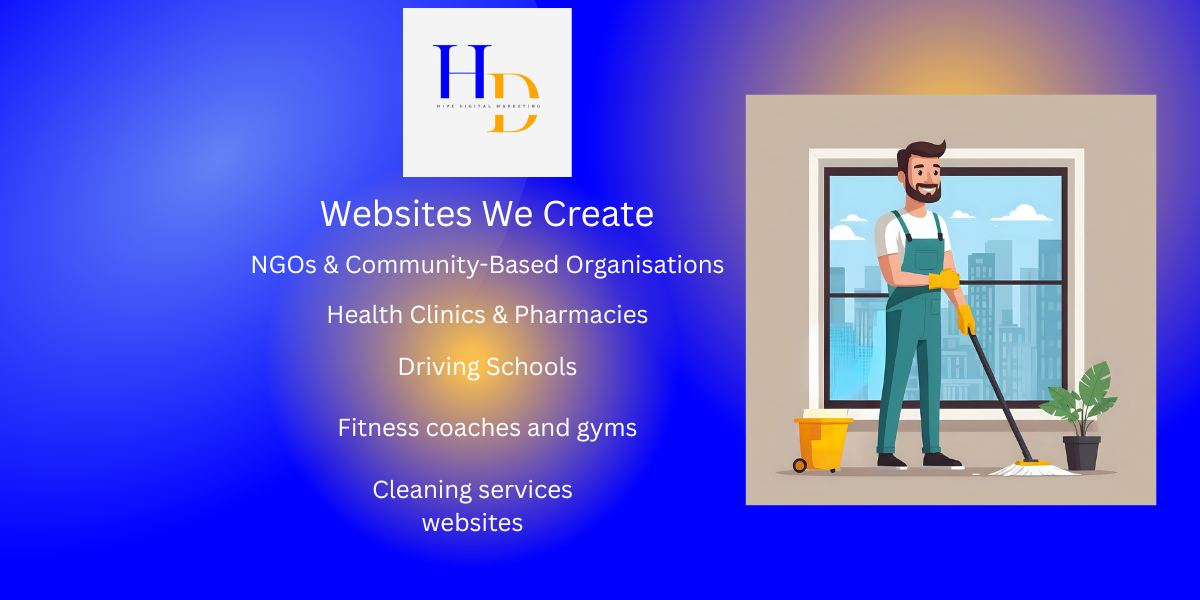 HD
HIVE DIGITAL MARKETING
Websites We Create
NGOs & Community-Based Organisations
Health Clinics & Pharmacies
Driving Schools
Fitness coaches and gyms
Cleaning services
websites